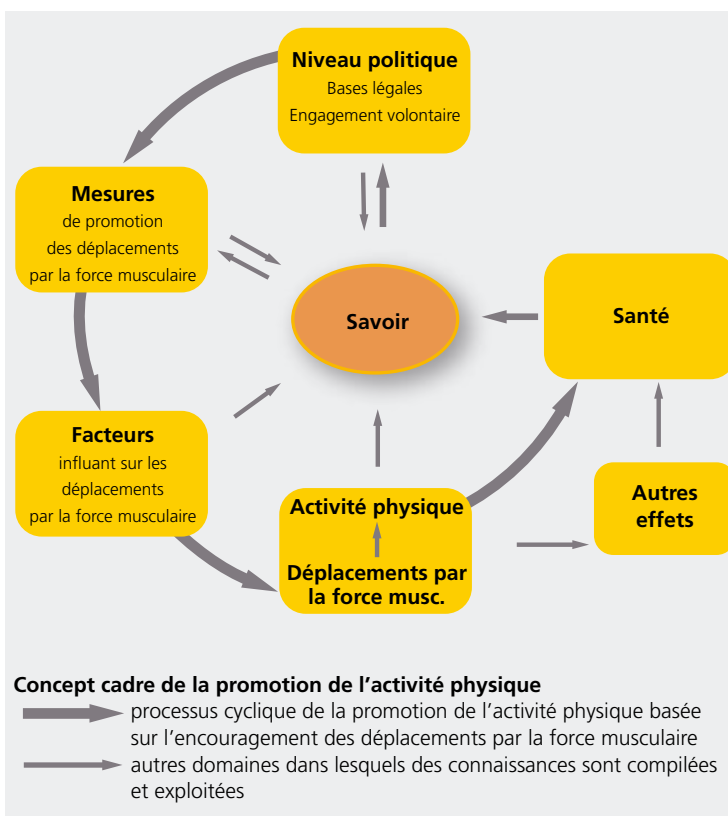 Niveau politique
Bases légales
Engagement volontaire
Mesures
de promotion
des déplacements
par la force musculaire
Savoir
Santé
Facteurs
influant sur les
déplacements
par la force musculaire
Activité physique
Déplacements par
la force musc.
Autres
effets
Concept cadre de la promotion de l’activité physique
processus cyclique de la promotion de l’activité physique basée
sur l’encouragement des déplacements par la force musculaire
autres domaines dans lesquels des connaissances sont compilées
et exploitées